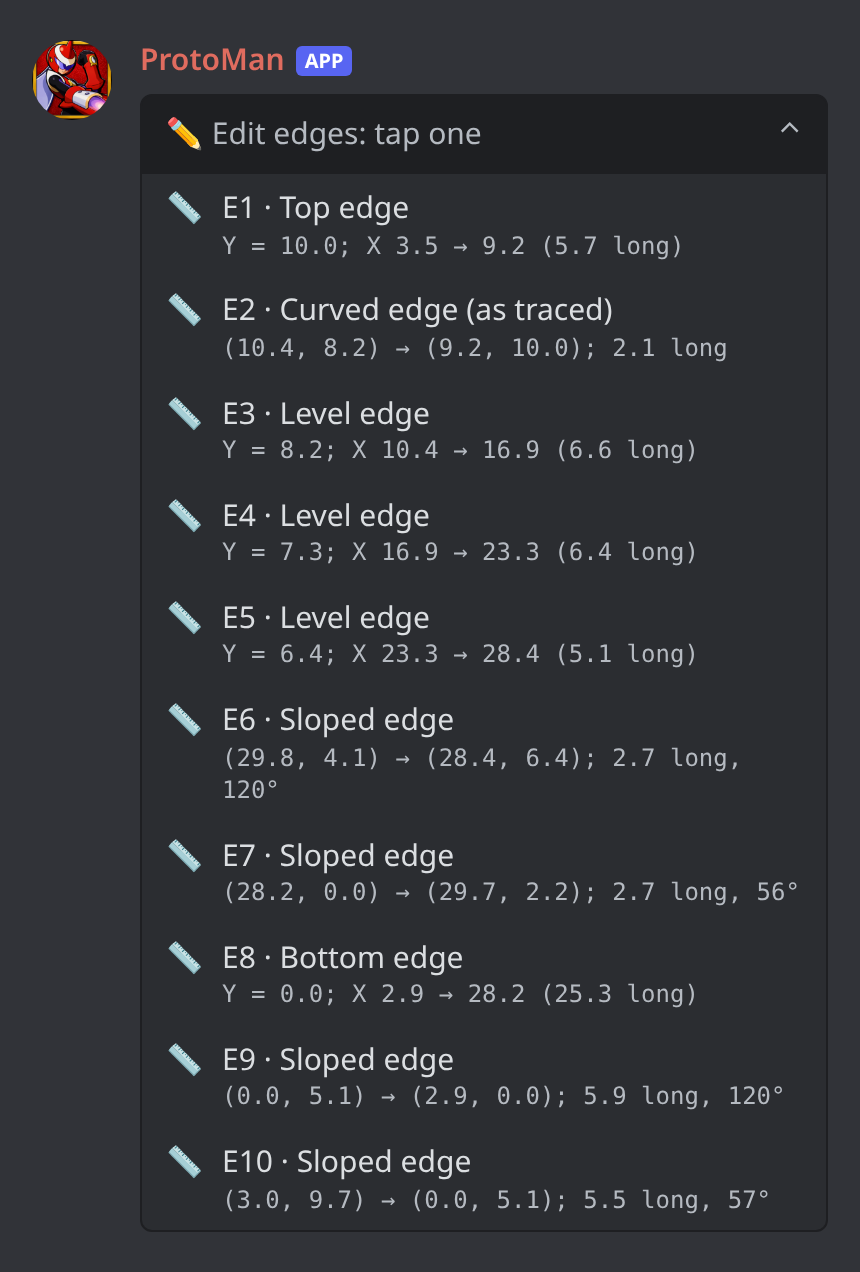 ProtoMan APP
Edit edges: tap one
E1 · Top edge
Y = 10.0; X 3.5 → 9.2 (5.7 long)
E2 · Curved edge (as traced)
(10.4, 8.2) → (9.2, 10.0); 2.1 long
E3 · Level edge
Y = 8.2; X 10.4 → 16.9 (6.6 long)
E4 · Level edge
Y = 7.3; X 16.9 → 23.3 (6.4 long)
E5 · Level edge
Y = 6.4; X 23.3 → 28.4 (5.1 long)
E6 · Sloped edge
(29.8, 4.1) → (28.4, 6.4); 2.7 long,
120°
E7 · Sloped edge
(28.2, 0.0) → (29.7, 2.2); 2.7 long, 56°
E8 · Bottom edge
Y = 0.0; X 2.9 → 28.2 (25.3 long)
E9 · Sloped edge
(0.0, 5.1) → (2.9, 0.0); 5.9 long, 120°
E10 · Sloped edge
(3.0, 9.7) → (0.0, 5.1); 5.5 long, 57°